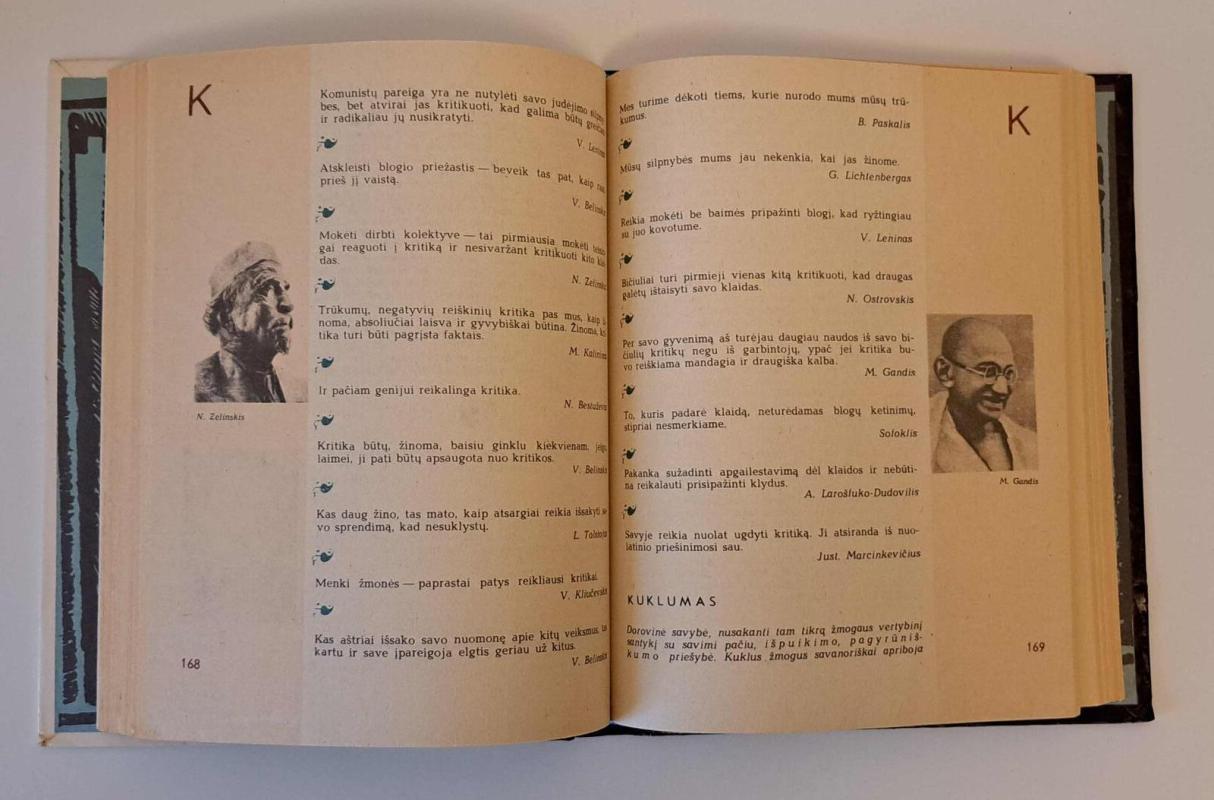 K
Komunistų pareiga yra ne nutylėti savo judėjimo silpny-
bes, bet atvirai jas kritikuoti, kad galima būtų greičiau
ir radikaliau jų nusikratyti.
V. Leninas
Atskleisti blogio priežastis — beveik tas pat, kaip rasti
prieš jį vaistą.
V. Belinskis
Mokėti dirbti kolektyve — tai pirmiausia mokėti teisin-
gai reaguoti į kritiką ir nesivaržant kritikuoti kito klai-
das.
N. Zelinskis
Trūkumų, negatyvių reiškinių kritika pas mus, kaip ži-
noma, absoliučiai laisva ir gyvybiškai būtina. Žinoma, kri-
tika turi būti pagrįsta faktais.
M. Kalininas
Ir pačiam genijui reikalinga kritika.
N. Bestuževas
Kritika būtų, žinoma, baisiu ginklu kiekvienam, jeigu,
laimei, ji pati būtų apsaugota nuo kritikos.
V. Belinskis
Kas daug žino, tas mato, kaip atsargiai reikia išsakyti sa-
vo sprendimą, kad nesuklystų.
L. Tolstojus
Menki žmonės — paprastai patys reikliausi kritikai.
V. Kliučevskis
Kas aštriai išsako savo nuomonę apie kitų veiksmus, tas
kartu ir save įpareigoja elgtis geriau už kitus.
V. Belinskis
N. Zelinskis
168
K
Mes turime dėkoti tiems, kurie nurodo mums mūsų trū-
kumus.
B. Paskalis
Mūsų silpnybės mums jau nekenkia, kai jas žinome.
G. Lichtenbergas
Reikia mokėti be baimės pripažinti blogį, kad ryžtingiau
su juo kovotume.
V. Leninas
Bičiuliai turi pirmieji vienas kitą kritikuoti, kad draugas
galėtų ištaisyti savo klaidas.
N. Ostrovskis
Per savo gyvenimą aš turėjau daugiau naudos iš savo bi-
čiulių kritikų negu iš garbintojų, ypač jei kritika bu-
vo reiškiama mandagia ir draugiška kalba.
M. Gandis
To, kuris padarė klaidą, neturėdamas blogų ketinimų,
stipriai nesmerkiame.
Sofoklis
Pakanka sužadinti apgailestavimą dėl klaidos ir nebūti-
na reikalauti prisipažinti klydus.
A. Larošfuko-Dudovilis
Savyje reikia nuolat ugdyti kritiką. Ji atsiranda iš nuo-
latinio priešinimosi sau.
Just. Marcinkevičius
KUKLUMAS
Dorovinė savybė, nusakanti tam tikrą žmogaus vertybinį
santykį su savimi pačiu, išpuikimo, pagyrūniš-
kumo priešybė. Kuklus žmogus savanoriškai apriboja
M. Gandis
169